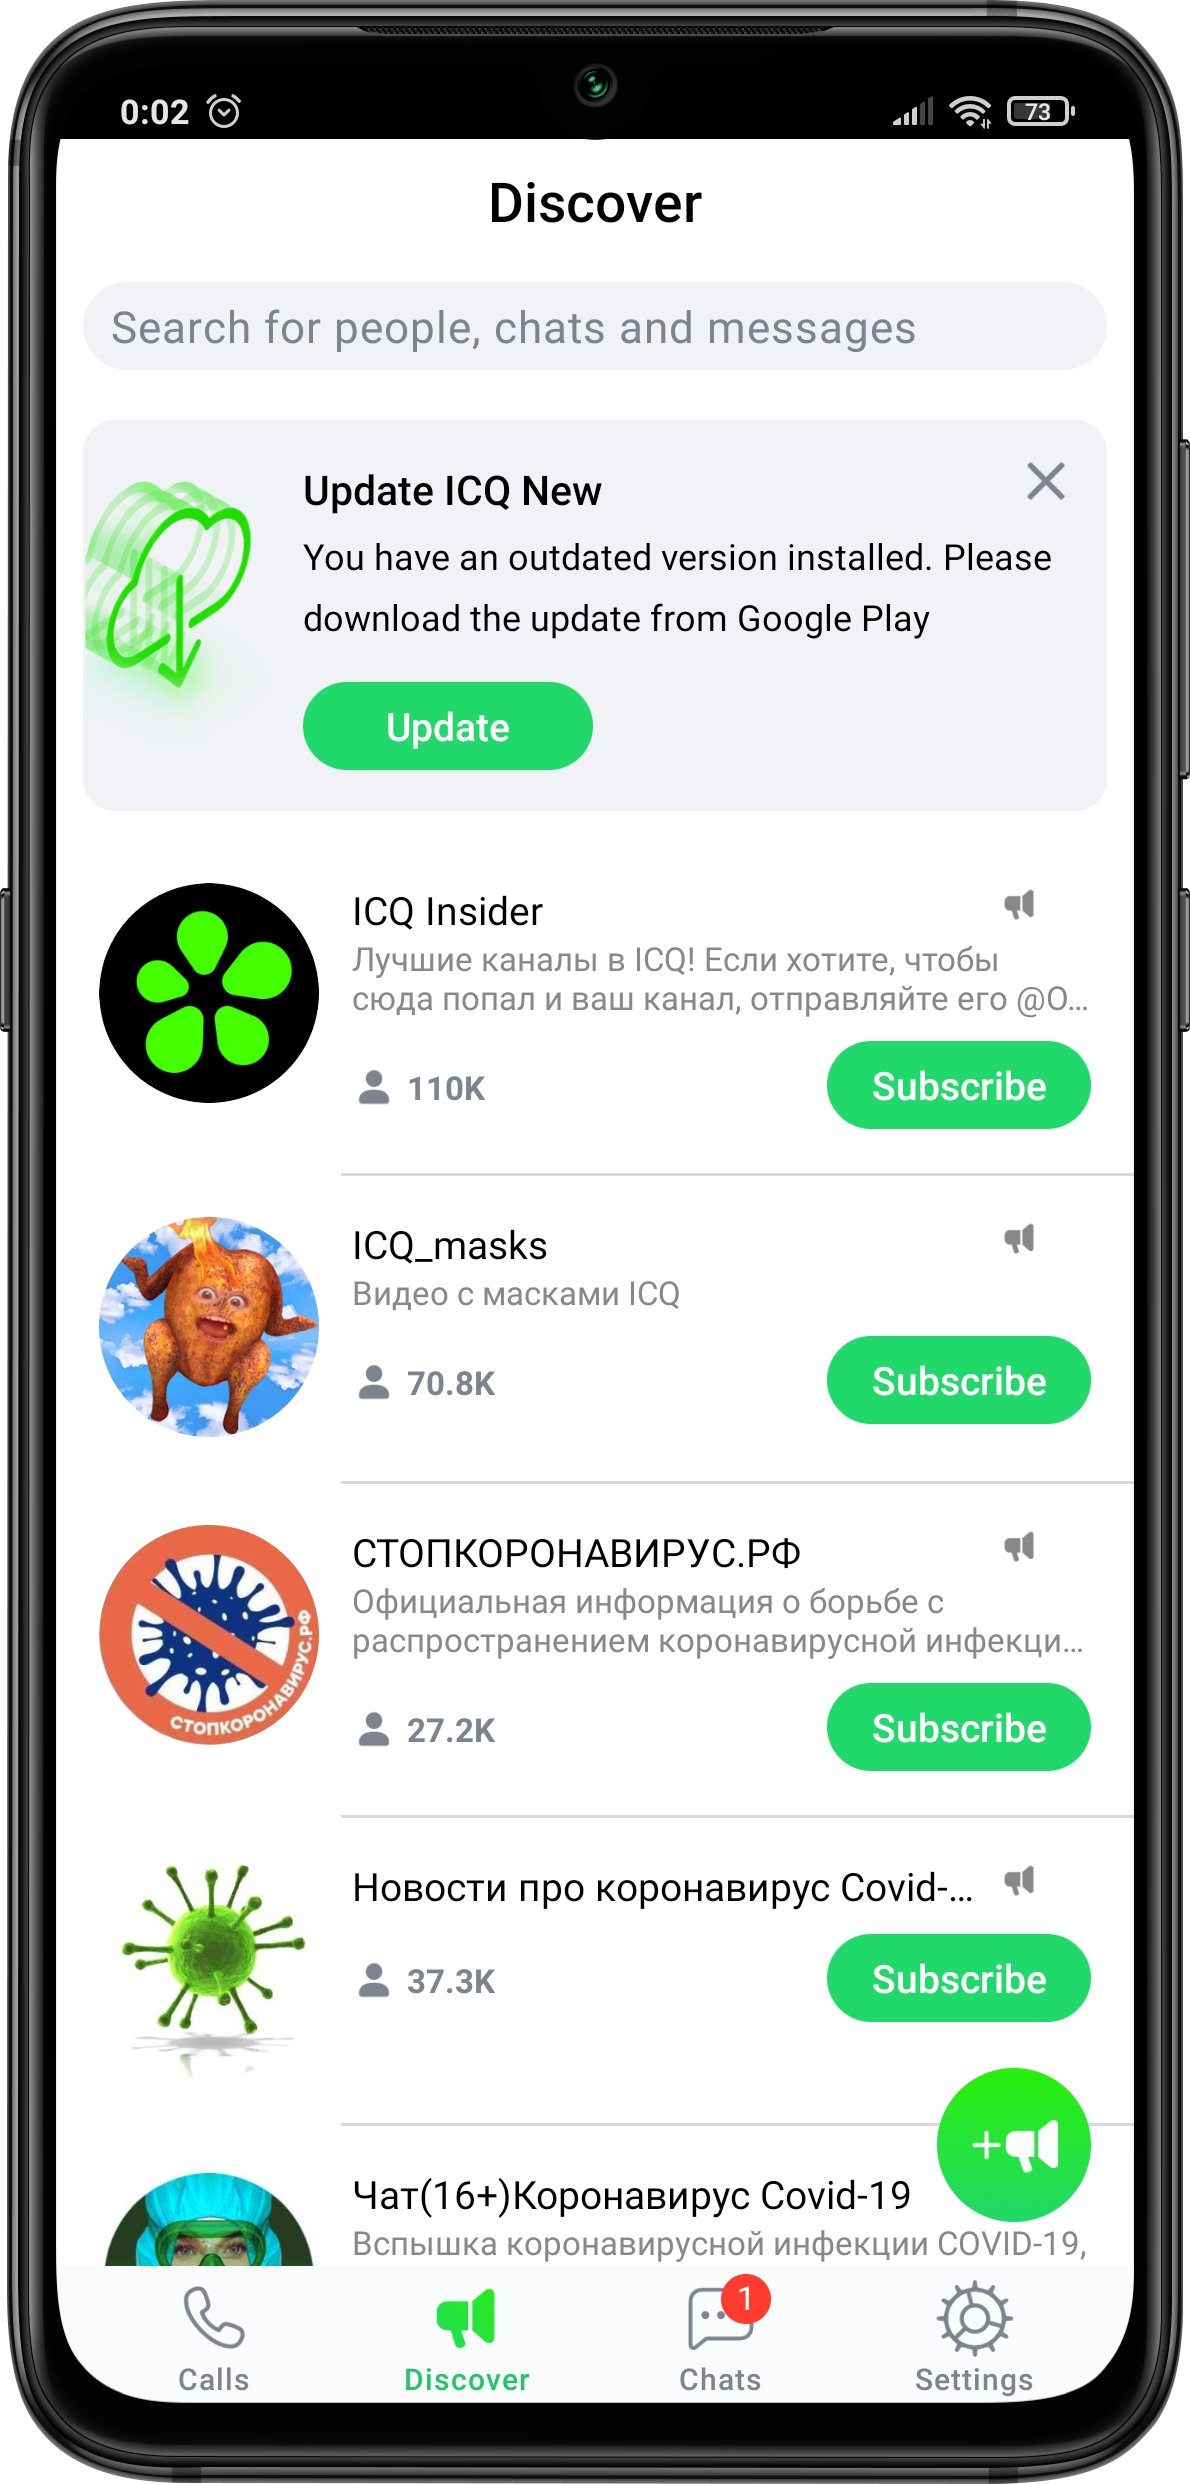 0:02
73
Discover
Search for people, chats and messages
Update ICQ New
You have an outdated version installed. Please
download the update from Google Play
Update
ICQ Insider
Лучшие каналы в ICQ! Если хотите, чтобы
сюда попал и ваш канал, отправляйте его @O...
110K
Subscribe
ICQ_masks
Видео с масками ICQ
70.8K
Subscribe
СТОПКОРОНАВИРУС.РФ
Официальная информация о борьбе с
распространением коронавирусной инфекци...
СТОПКОРОНАВИРУС.РФ
27.2K
Subscribe
Новости про коронавирус Covid-...
37.3K
Subscribe
Чат(16+)Коронавирус Covid-19
Вспышка коронавирусной инфекции COVID-19,
1
Calls
Discover
Chats
Settings